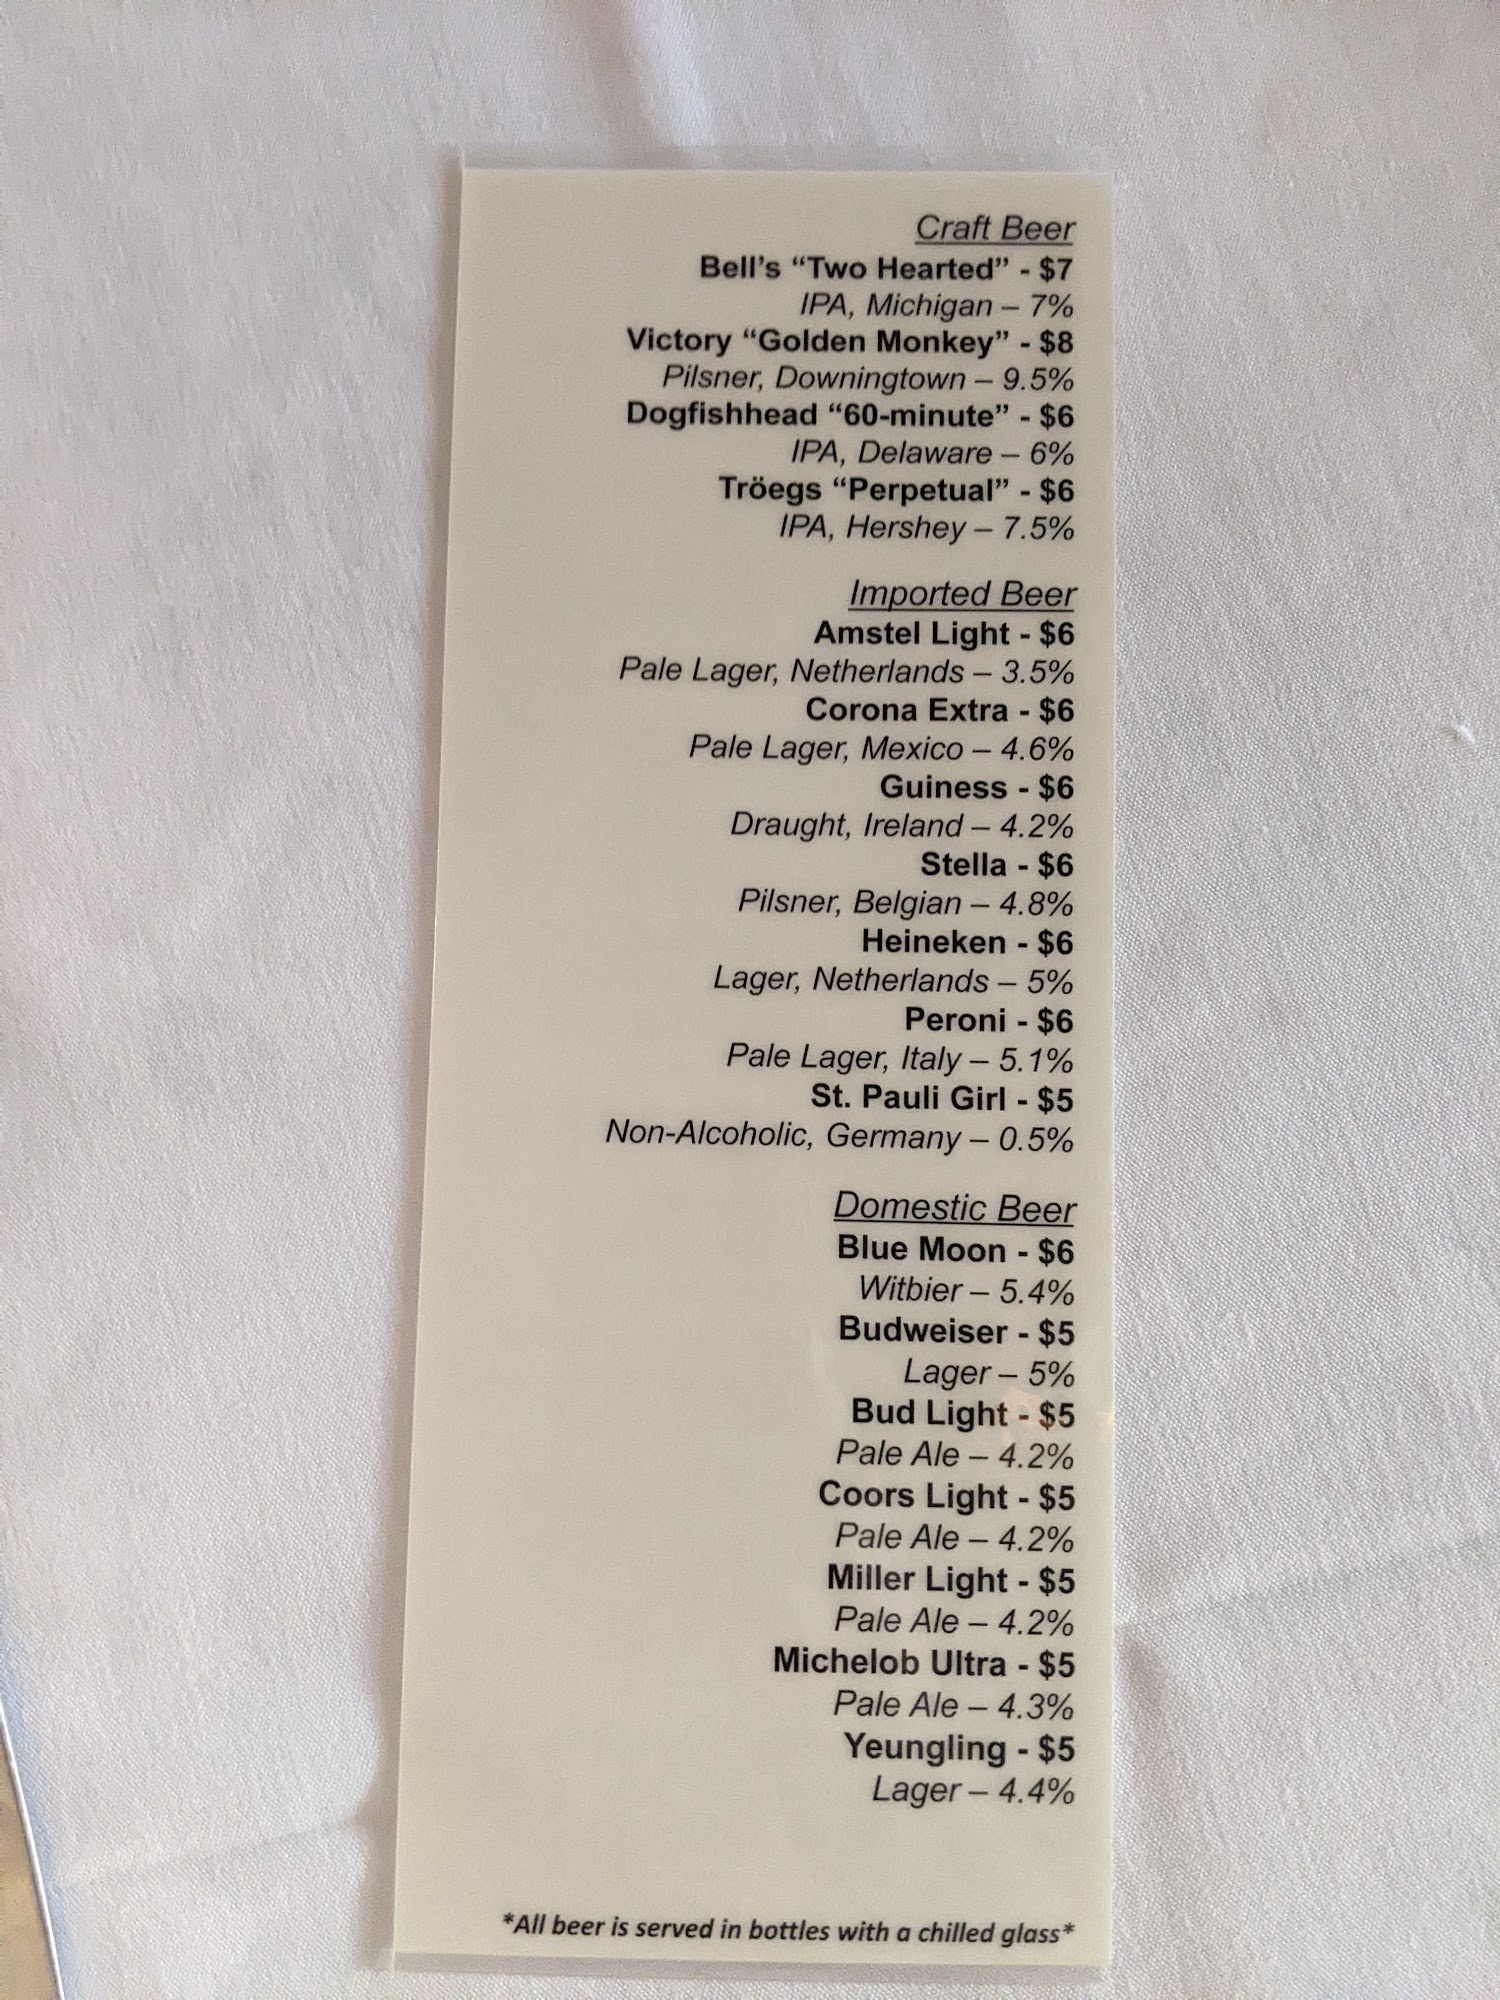 Craft Beer
Bell's “Two Hearted” - $7
IPA, Michigan – 7%
Victory “Golden Monkey” - $8
Pilsner, Downingtown – 9.5%
Dogfishhead “60-minute” - $6
IPA, Delaware – 6%
Tröegs “Perpetual” - $6
IPA, Hershey – 7.5%
Imported Beer
Amstel Light - $6
Pale Lager, Netherlands – 3.5%
Corona Extra - $6
Pale Lager, Mexico – 4.6%
Guiness - $6
Draught, Ireland – 4.2%
Stella - $6
Pilsner, Belgian – 4.8%
Heineken - $6
Lager, Netherlands – 5%
Peroni - $6
Pale Lager, Italy – 5.1%
St. Pauli Girl - $5
Non-Alcoholic, Germany – 0.5%
Domestic Beer
Blue Moon - $6
Witbier – 5.4%
Budweiser - $5
Lager – 5%
Bud Light - $5
Pale Ale – 4.2%
Coors Light - $5
Pale Ale – 4.2%
Miller Light - $5
Pale Ale – 4.2%
Michelob Ultra - $5
Pale Ale – 4.3%
Yeungling - $5
Lager – 4.4%
*All beer is served in bottles with a chilled glass*